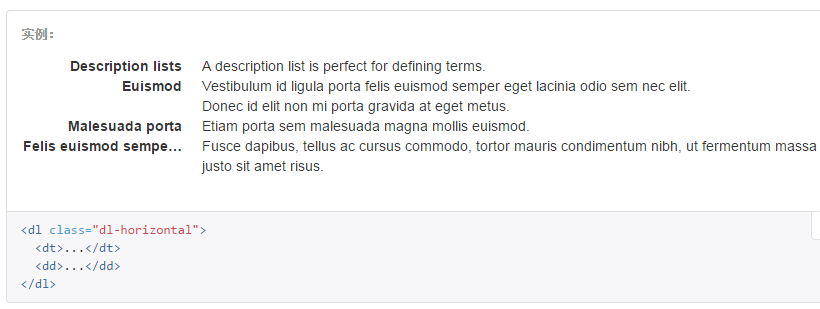 实例：
Description lists A description list is perfect for defining terms.
Euismod Vestibulum id ligula porta felis euismod semper eget lacinia odio sem nec elit.
Donec id elit non mi porta gravida at eget metus.
Malesuada porta Etiam porta sem malesuada magna mollis euismod.
Felis euismod sempe... Fusce dapibus, tellus ac cursus commodo, tortor mauris condimentum nibh, ut fermentum massa
justo sit amet risus.
<dl class="dl-horizontal">
  <dt>...</dt>
  <dd>...</dd>
</dl>